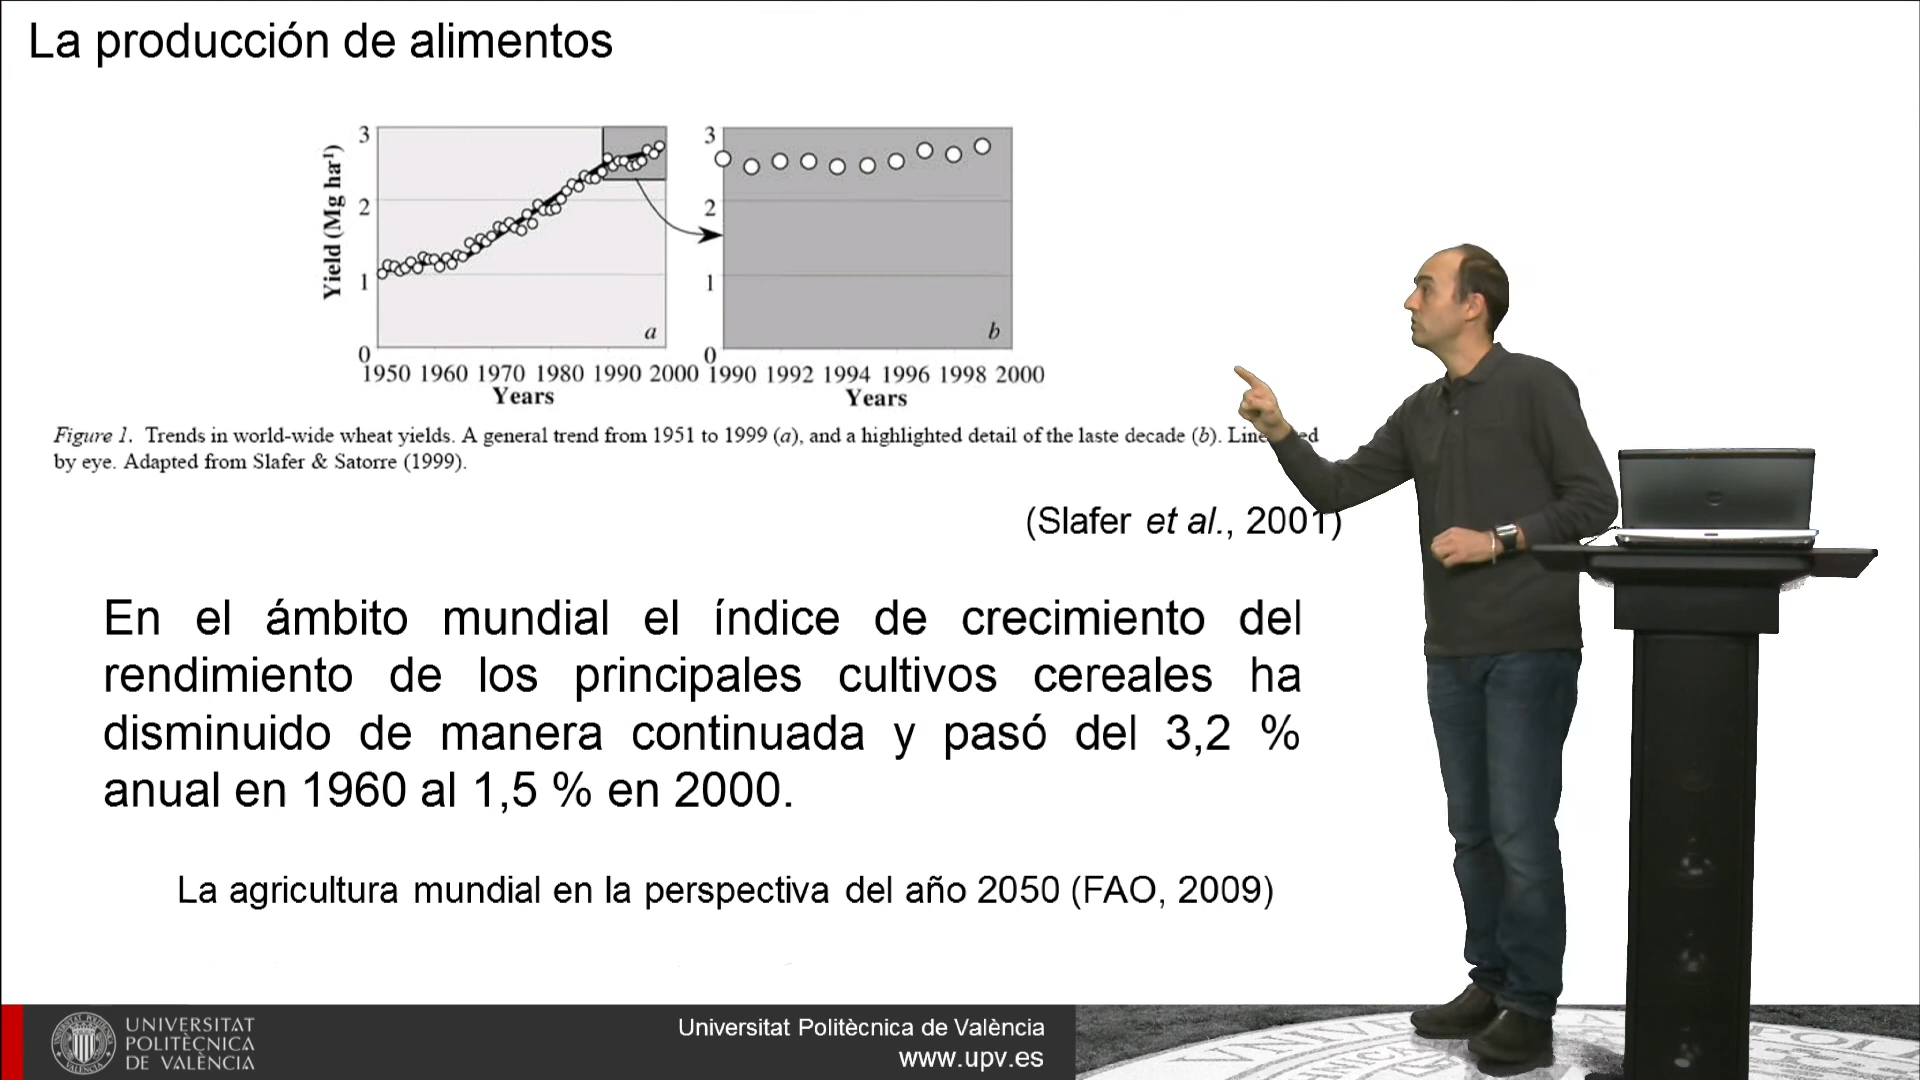 La producción de alimentos
Yield (Mg ha⁻¹)
3
2
1
0
a
1950 1960 1970 1980 1990 2000
Years
3
2
1
0
b
1990 1992 1994 1996 1998 2000
Years
Figure 1. Trends in world-wide wheat yields. A general trend from 1951 to 1999 (a), and a highlighted detail of the laste decade (b). Line ed
by eye. Adapted from Slafer & Satorre (1999).
(Slafer et al., 2001)
En el ámbito mundial el índice de crecimiento del
rendimiento de los principales cultivos cereales ha
disminuido de manera continuada y pasó del 3,2 %
anual en 1960 al 1,5 % en 2000.
La agricultura mundial en la perspectiva del año 2050 (FAO, 2009)
UNIVERSITAT
POLITÈCNICA
DE VALÈNCIA
Universitat Politècnica de València
www.upv.es